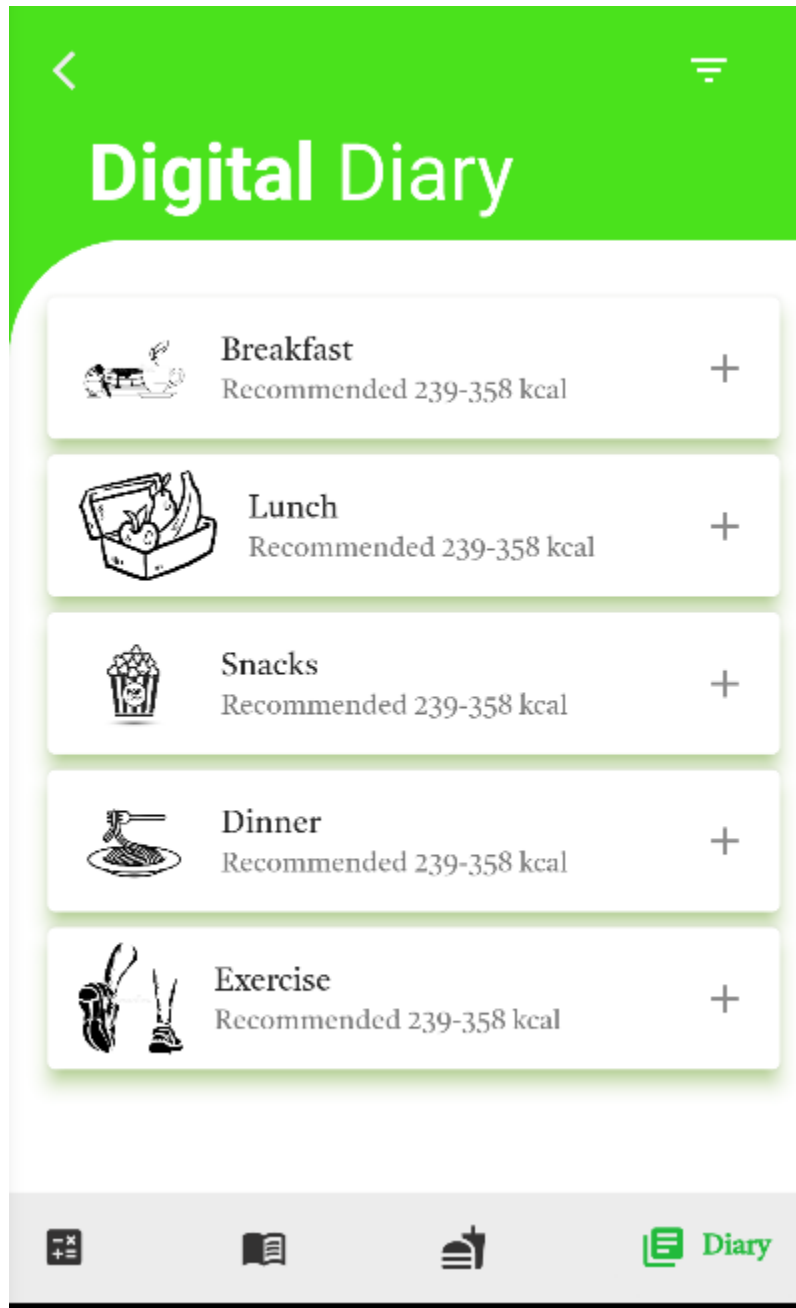 Digital Diary
Breakfast
Recommended 239-358 kcal
Lunch
Recommended 239-358 kcal
Snacks
Recommended 239-358 kcal
Dinner
Recommended 239-358 kcal
Exercise
Recommended 239-358 kcal
Diary